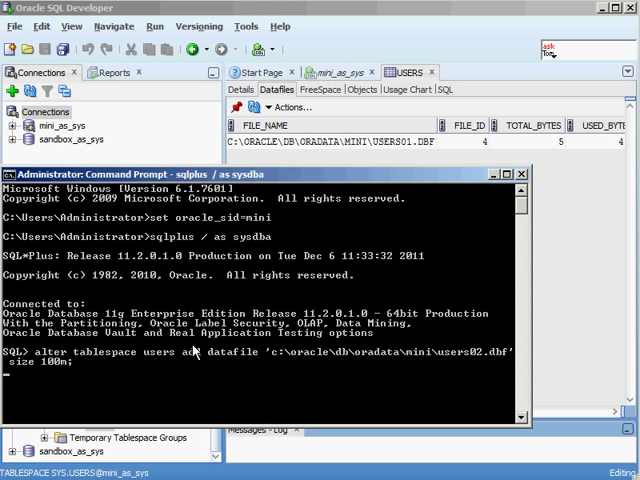 Oracle SQL Developer
File Edit View Navigate Run Versioning Tools Help
ask
Tom
Connections Reports
Start Page mini_as_sys USERS
Details Datafiles FreeSpace Objects Usage Chart SQL
Actions...
Connections
mini_as_sys
sandbox_as_sys
FILE_NAME FILE_ID TOTAL_BYTES USED_BYT
C:\ORACLE\DB\ORADATA\MINI\USERS01.DBF 4 5 4
Administrator: Command Prompt - sqlplus / as sysdba
Microsoft Windows [Version 6.1.7601]
Copyright (c) 2009 Microsoft Corporation.  All rights reserved.
C:\Users\Administrator>set oracle_sid=mini
C:\Users\Administrator>sqlplus / as sysdba
SQL*Plus: Release 11.2.0.1.0 Production on Tue Dec 6 11:33:32 2011
Copyright (c) 1982, 2010, Oracle.  All rights reserved.
Connected to:
Oracle Database 11g Enterprise Edition Release 11.2.0.1.0 - 64bit Production
With the Partitioning, Oracle Label Security, OLAP, Data Mining,
Oracle Database Vault and Real Application Testing options
SQL> alter tablespace users add datafile 'c:\oracle\db\oradata\mini\users02.dbf'
size 100m;
Temporary Tablespace Groups
sandbox_as_sys
Messages - Log
TABLESPACE SYS.USERS@mini_as_sys Editing